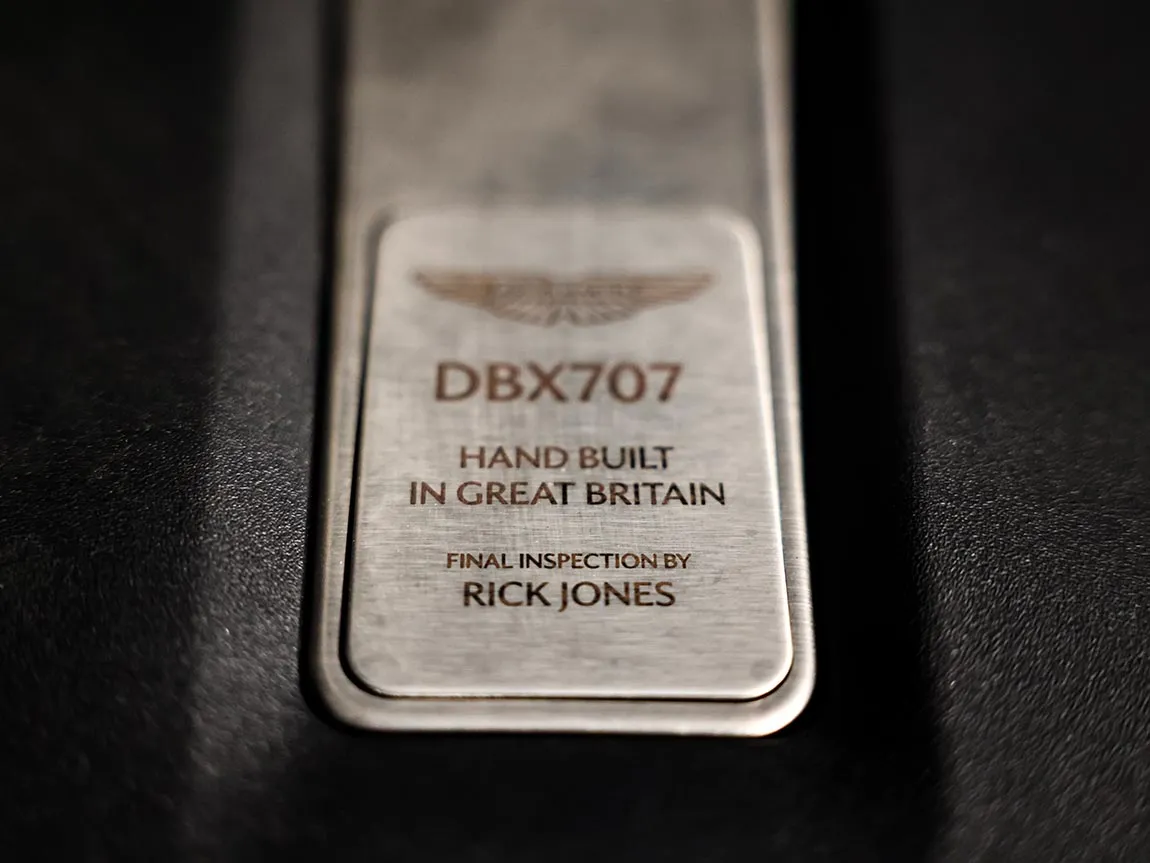 DBX707
HAND BUILT
IN GREAT BRITAIN
FINAL INSPECTION BY
RICK JONES